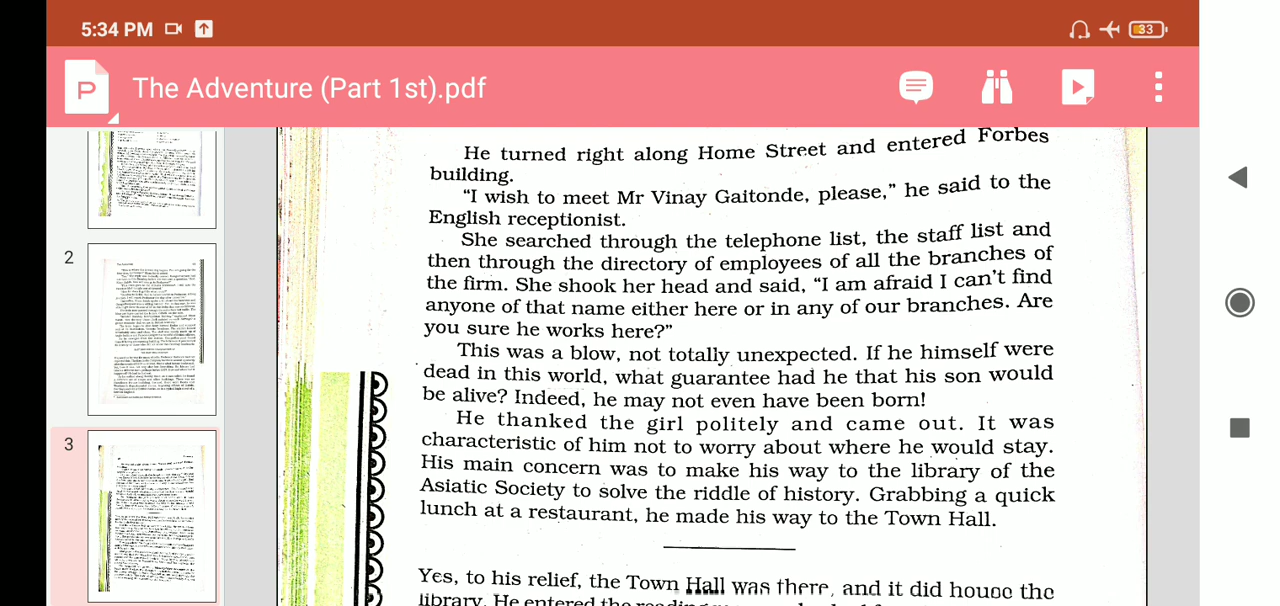 5:34 PM
33
The Adventure (Part 1st).pdf
He turned right along Home Street and entered Forbes
building.
"I wish to meet Mr Vinay Gaitonde, please," he said to the
English receptionist.
She searched through the telephone list, the staff list and
then through the directory of employees of all the branches of
the firm. She shook her head and said, "I am afraid I can't find
anyone of that name either here or in any of our branches. Are
you sure he works here?"
This was a blow, not totally unexpected. If he himself were
dead in this world, what guarantee had he that his son would
be alive? Indeed, he may not even have been born!
He thanked the girl politely and came out. It was
characteristic of him not to worry about where he would stay.
His main concern was to make his way to the library of the
Asiatic Society to solve the riddle of history. Grabbing a quick
lunch at a restaurant, he made his way to the Town Hall.
Yes, to his relief, the Town Hall was there, and it did house the
library. He entered the
2
3